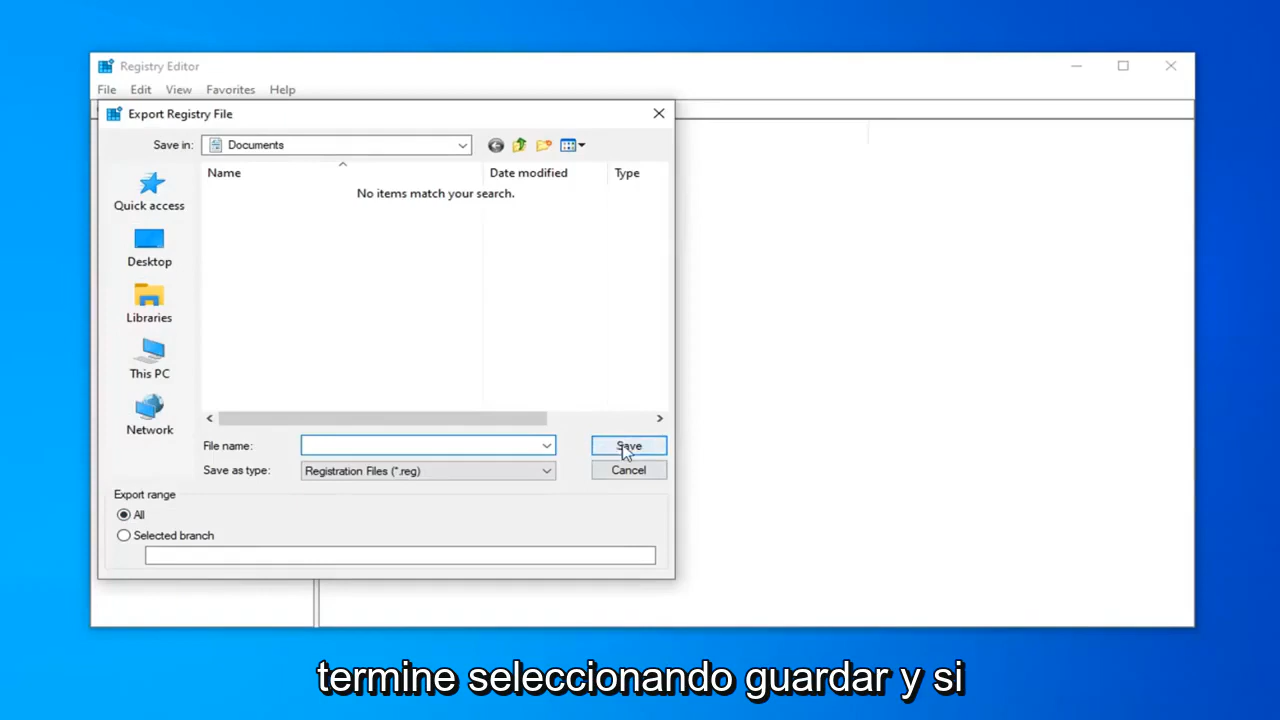 Registry Editor
File Edit View Favorites Help
Export Registry File
Save in: Documents
Name Date modified Type
No items match your search.
Quick access
Desktop
Libraries
This PC
Network
File name: Save
Save as type: Registration Files (*.reg) Cancel
Export range
All
Selected branch
termine seleccionando guardar y si